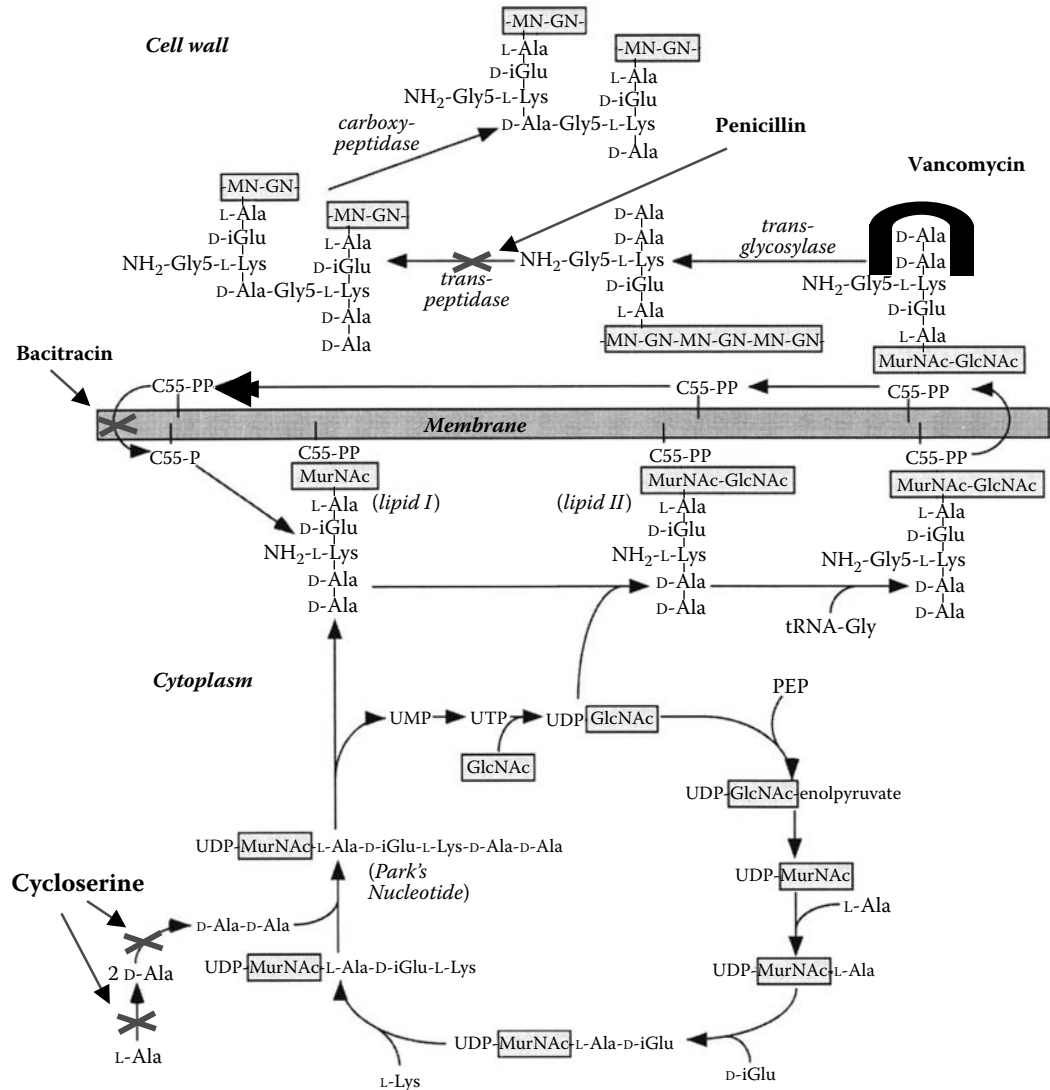 Cell wall
-MN-GN-
L-Ala
D-iGlu
NH2-Gly5-L-Lys
D-Ala-Gly5-L-Lys
-MN-GN-
L-Ala
D-iGlu
D-Ala
carboxy-
peptidase
Penicillin
Vancomycin
-MN-GN-
L-Ala
D-iGlu
NH2-Gly5-L-Lys
D-Ala-Gly5-L-Lys
-MN-GN-
L-Ala
D-iGlu
D-Ala
D-Ala
trans-
peptidase
D-Ala
D-Ala
NH2-Gly5-L-Lys
D-iGlu
L-Ala
-MN-GN-MN-GN-MN-GN-
trans-
glycosylase
D-Ala
D-Ala
NH2-Gly5-L-Lys
D-iGlu
L-Ala
MurNAc-GlcNAc
Bacitracin
C55-PP
C55-PP
C55-PP
Membrane
C55-P
C55-PP
MurNAc
(lipid I)
L-Ala
D-iGlu
NH2-L-Lys
D-Ala
D-Ala
C55-PP
MurNAc-GlcNAc
(lipid II)
L-Ala
D-iGlu
NH2-L-Lys
D-Ala
D-Ala
C55-PP
MurNAc-GlcNAc
L-Ala
D-iGlu
NH2-Gly5-L-Lys
D-Ala
D-Ala
tRNA-Gly
Cytoplasm
UMP
UTP
UDP-GlcNAc
GlcNAc
PEP
UDP-GlcNAc-enolpyruvate
UDP-MurNAc-L-Ala-D-iGlu-L-Lys-D-Ala-D-Ala
(Park's
Nucleotide)
UDP-MurNAc
L-Ala
Cycloserine
D-Ala-D-Ala
2 D-Ala
L-Ala
UDP-MurNAc-L-Ala-D-iGlu-L-Lys
UDP-MurNAc-L-Ala
UDP-MurNAc-L-Ala-D-iGlu
L-Lys
D-iGlu